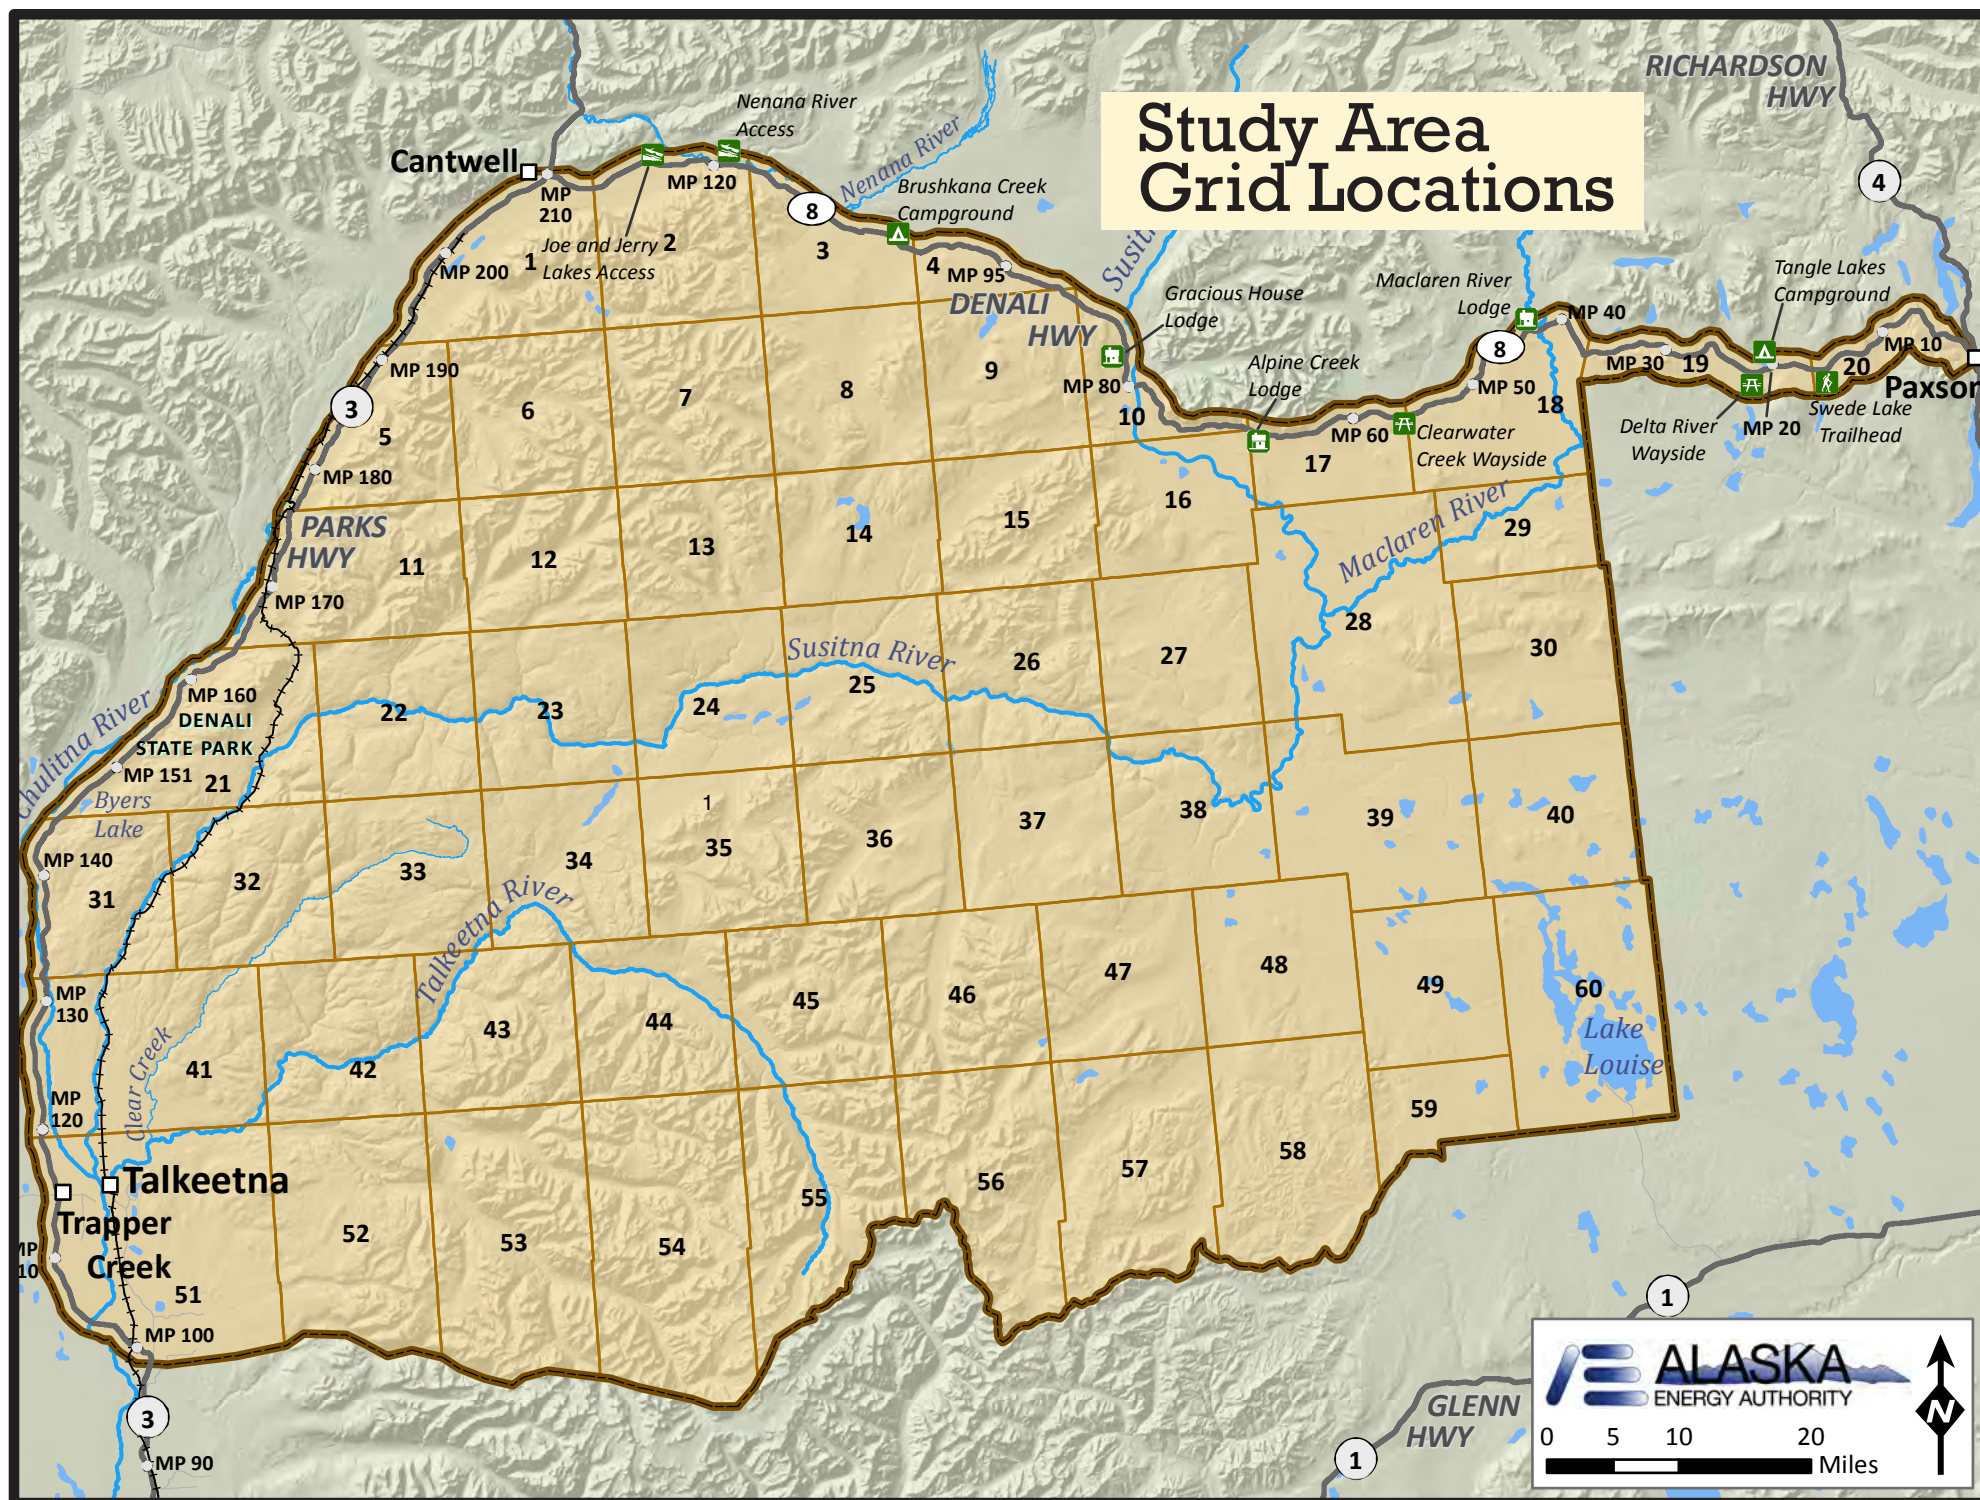 Study Area
Grid Locations
RICHARDSON
HWY
4
Nenana River
Access
Cantwell
MP
210
MP 120
Nenana River
8
Brushkana Creek
Campground
Joe and Jerry
Lakes Access
MP 200
1
2
3
4
MP 95
DENALI
HWY
Gracious House
Lodge
Maclaren River
Lodge
Tangle Lakes
Campground
MP 40
8
MP 30
19
20
MP 10
Paxson
Alpine Creek
Lodge
MP 190
3
5
6
7
8
9
MP 80
10
MP 60
MP 50
18
Clearwater
Creek Wayside
17
Delta River
Wayside
MP 20
Swede Lake
Trailhead
MP 180
PARKS
HWY
11
12
13
14
15
16
Maclaren River
29
MP 170
Susitna River
26
27
28
30
MP 160
DENALI
STATE PARK
22
23
24
25
Chulitna River
MP 151
21
Byers
Lake
1
MP 140
31
32
33
34
35
36
37
38
39
40
Talkeetna River
MP
130
41
42
43
44
45
46
47
48
49
60
Lake
Louise
Clear Creek
MP
120
59
Talkeetna
Trapper
Creek
51
52
53
54
55
56
57
58
MP 100
3
MP 90
1
GLENN
HWY
1
ALASKA
ENERGY AUTHORITY
0 5 10 20
Miles
N